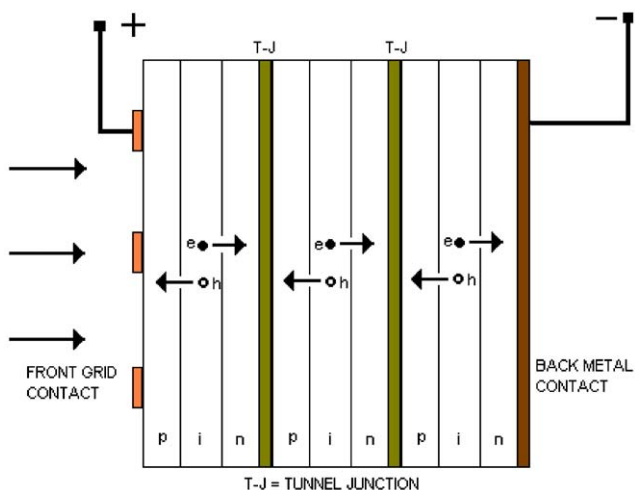 +
−
T-J
T-J
e
h
e
h
e
h
FRONT GRID
CONTACT
BACK METAL
CONTACT
p i n p i n p i n
T-J = TUNNEL JUNCTION